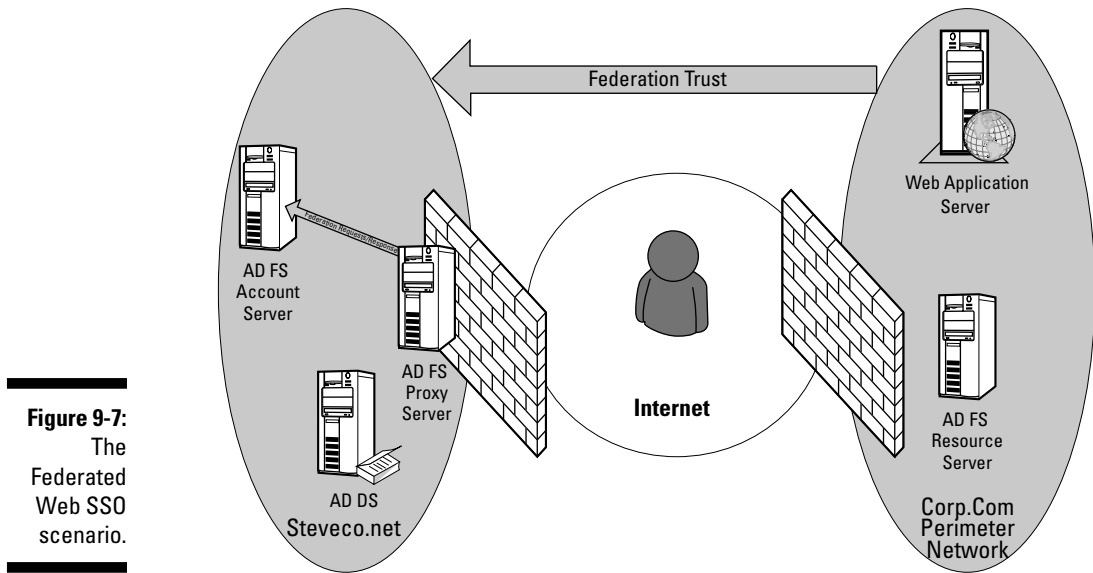 Federation Trust
Web Application
Server
AD FS
Account
Server
Federation Requests/Response
AD FS
Proxy
Server
AD DS
Steveco.net
Internet
AD FS
Resource
Server
Corp.Com
Perimeter
Network
Figure 9-7:
The
Federated
Web SSO
scenario.